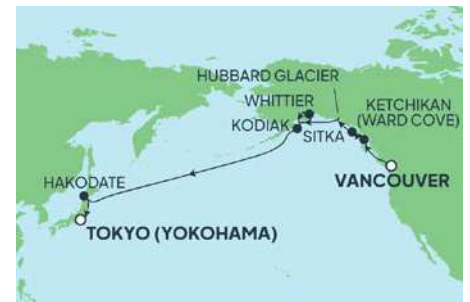 HUBBARD GLACIER
WHITTIER
KETCHIKAN
(WARD COVE)
KODIAK
SITKA
VANCOUVER
HAKODATE
TOKYO (YOKOHAMA)